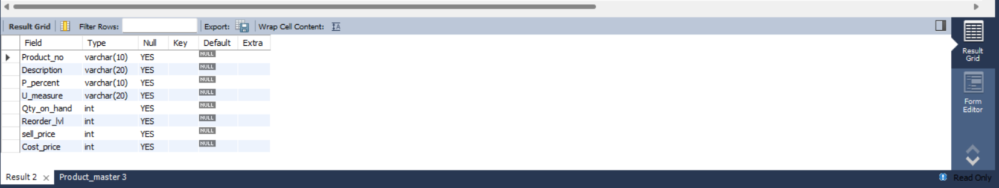 Result Grid Filter Rows: Export: Wrap Cell Content: IA
Field Type Null Key Default Extra
Product_no varchar(10) YES NULL
Description varchar(20) YES NULL
P_percent varchar(10) YES NULL
U_measure varchar(20) YES NULL
Qty_on_hand int YES NULL
Reorder_lvl int YES NULL
sell_price int YES NULL
Cost_price int YES NULL
Result
Grid
Form
Editor
Result 2 × Product_master 3 Read Only